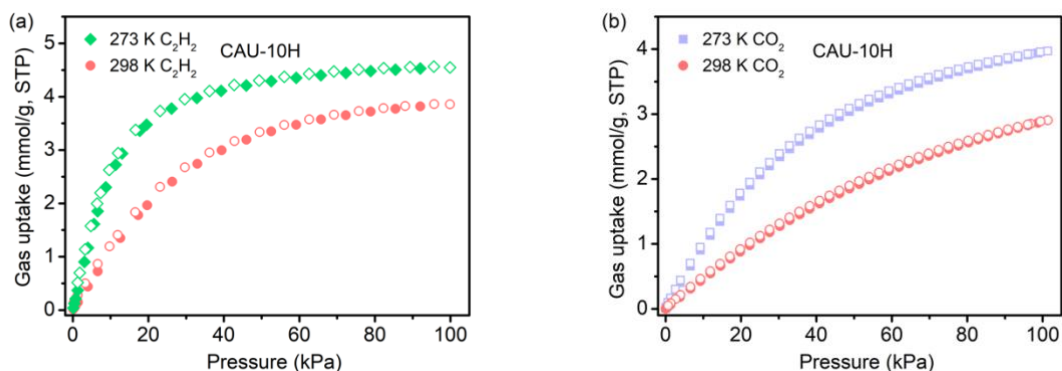 (a)
273 K C₂H₂
298 K C₂H₂
CAU-10H
Gas uptake (mmol/g, STP)
5
4
3
2
1
0
0 20 40 60 80 100
Pressure (kPa)
(b)
273 K CO₂
298 K CO₂
CAU-10H
Gas uptake (mmol/g, STP)
4
3
2
1
0
0 20 40 60 80 100
Pressure (kPa)